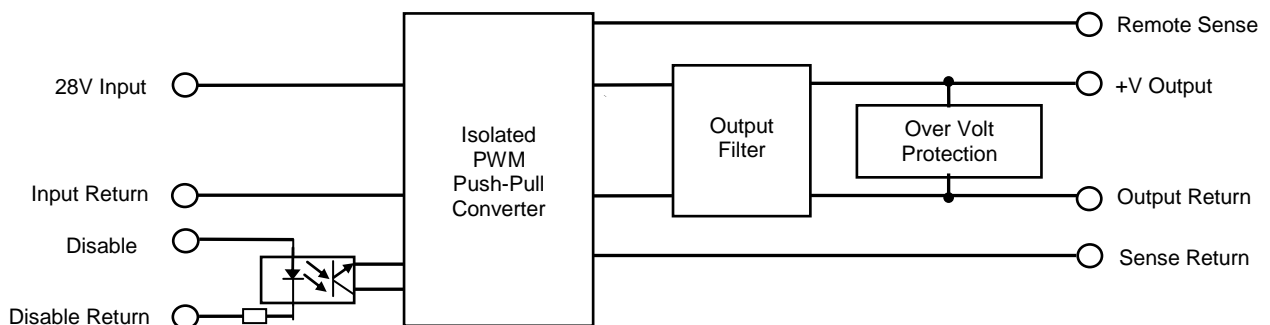 Remote Sense
28V Input
+V Output
Isolated
PWM
Push-Pull
Converter
Output
Filter
Over Volt
Protection
Input Return
Output Return
Disable
Sense Return
Disable Return